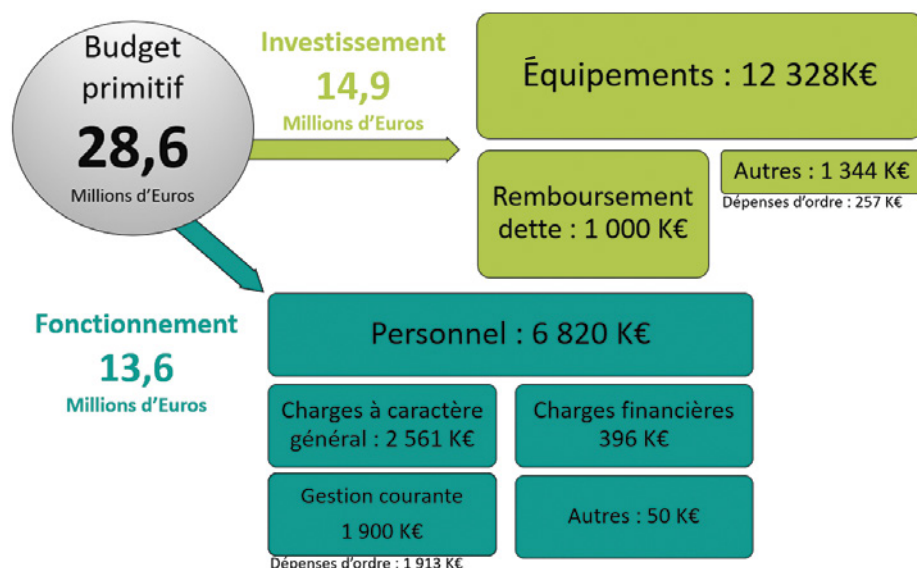 Budget
primitif
28,6
Millions d'Euros
Investissement
14,9
Millions d'Euros
Équipements : 12 328K€
Remboursement
dette : 1 000 K€
Autres : 1 344 K€
Dépenses d'ordre : 257 K€
Fonctionnement
13,6
Millions d'Euros
Personnel : 6 820 K€
Charges à caractère
général : 2 561 K€
Charges financières
396 K€
Gestion courante
1 900 K€
Autres : 50 K€
Dépenses d'ordre : 1 913 K€